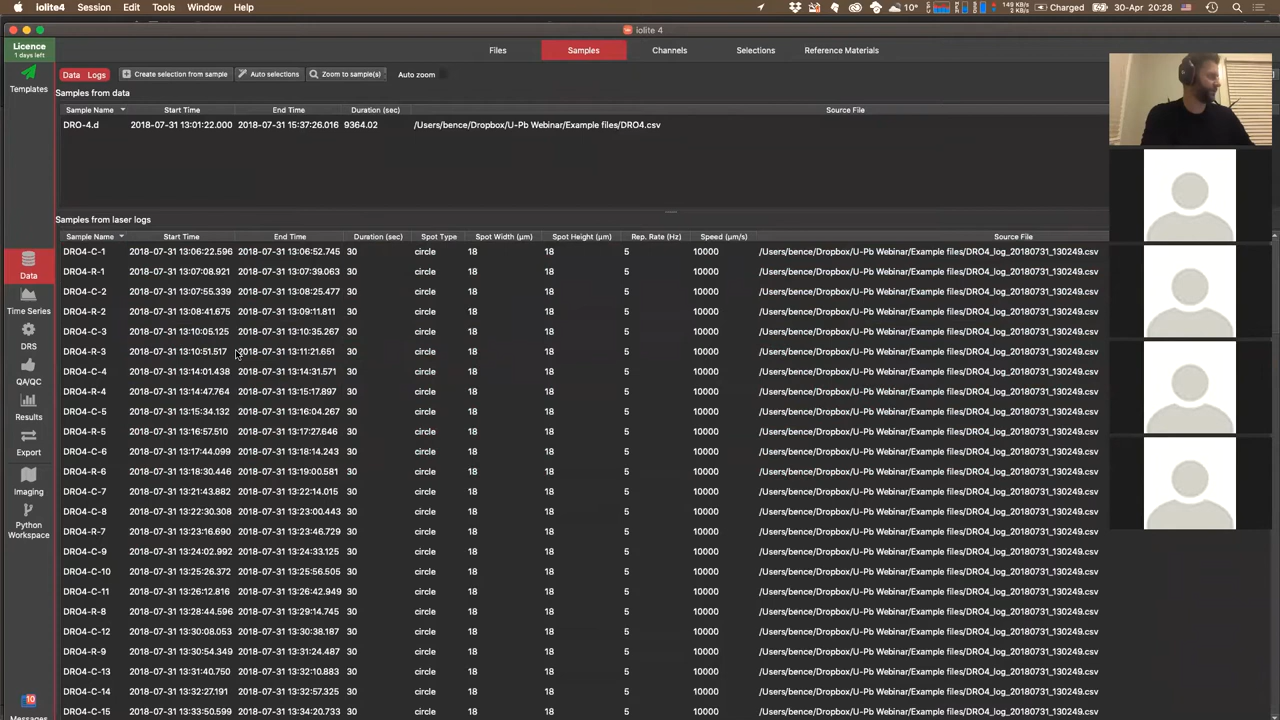 iolite4 Session Edit Tools Window Help 10° 149 KB/s 2 KB/s Charged 30-Apr 20:28
iolite 4
Licence
1 days left
Files Samples Channels Selections Reference Materials
Data Logs Create selection from sample Auto selections Zoom to sample(s) Auto zoom
Templates
Samples from data
Sample Name Start Time End Time Duration (sec) Source File
DRO-4.d 2018-07-31 13:01:22.000 2018-07-31 15:37:26.016 9364.02 /Users/bence/Dropbox/U-Pb Webinar/Example files/DRO4.csv
Samples from laser logs
Sample Name Start Time End Time Duration (sec) Spot Type Spot Width (µm) Spot Height (µm) Rep. Rate (Hz) Speed (µm/s) Source File
DRO4-C-1 2018-07-31 13:06:22.596 2018-07-31 13:06:52.745 30 circle 18 18 5 10000 /Users/bence/Dropbox/U-Pb Webinar/Example files/DRO4_log_20180731_130249.csv
DRO4-R-1 2018-07-31 13:07:08.921 2018-07-31 13:07:39.063 30 circle 18 18 5 10000 /Users/bence/Dropbox/U-Pb Webinar/Example files/DRO4_log_20180731_130249.csv
DRO4-C-2 2018-07-31 13:07:55.339 2018-07-31 13:08:25.477 30 circle 18 18 5 10000 /Users/bence/Dropbox/U-Pb Webinar/Example files/DRO4_log_20180731_130249.csv
DRO4-R-2 2018-07-31 13:08:41.675 2018-07-31 13:09:11.811 30 circle 18 18 5 10000 /Users/bence/Dropbox/U-Pb Webinar/Example files/DRO4_log_20180731_130249.csv
DRO4-C-3 2018-07-31 13:10:05.125 2018-07-31 13:10:35.267 30 circle 18 18 5 10000 /Users/bence/Dropbox/U-Pb Webinar/Example files/DRO4_log_20180731_130249.csv
DRO4-R-3 2018-07-31 13:10:51.517 2018-07-31 13:11:21.651 30 circle 18 18 5 10000 /Users/bence/Dropbox/U-Pb Webinar/Example files/DRO4_log_20180731_130249.csv
DRO4-C-4 2018-07-31 13:14:01.438 2018-07-31 13:14:31.571 30 circle 18 18 5 10000 /Users/bence/Dropbox/U-Pb Webinar/Example files/DRO4_log_20180731_130249.csv
DRO4-R-4 2018-07-31 13:14:47.764 2018-07-31 13:15:17.897 30 circle 18 18 5 10000 /Users/bence/Dropbox/U-Pb Webinar/Example files/DRO4_log_20180731_130249.csv
DRO4-C-5 2018-07-31 13:15:34.132 2018-07-31 13:16:04.267 30 circle 18 18 5 10000 /Users/bence/Dropbox/U-Pb Webinar/Example files/DRO4_log_20180731_130249.csv
DRO4-R-5 2018-07-31 13:16:57.510 2018-07-31 13:17:27.646 30 circle 18 18 5 10000 /Users/bence/Dropbox/U-Pb Webinar/Example files/DRO4_log_20180731_130249.csv
DRO4-C-6 2018-07-31 13:17:44.099 2018-07-31 13:18:14.243 30 circle 18 18 5 10000 /Users/bence/Dropbox/U-Pb Webinar/Example files/DRO4_log_20180731_130249.csv
DRO4-R-6 2018-07-31 13:18:30.446 2018-07-31 13:19:00.581 30 circle 18 18 5 10000 /Users/bence/Dropbox/U-Pb Webinar/Example files/DRO4_log_20180731_130249.csv
DRO4-C-7 2018-07-31 13:21:43.882 2018-07-31 13:22:14.015 30 circle 18 18 5 10000 /Users/bence/Dropbox/U-Pb Webinar/Example files/DRO4_log_20180731_130249.csv
DRO4-C-8 2018-07-31 13:22:30.308 2018-07-31 13:23:00.443 30 circle 18 18 5 10000 /Users/bence/Dropbox/U-Pb Webinar/Example files/DRO4_log_20180731_130249.csv
DRO4-R-7 2018-07-31 13:23:16.690 2018-07-31 13:23:46.729 30 circle 18 18 5 10000 /Users/bence/Dropbox/U-Pb Webinar/Example files/DRO4_log_20180731_130249.csv
DRO4-C-9 2018-07-31 13:24:02.992 2018-07-31 13:24:33.125 30 circle 18 18 5 10000 /Users/bence/Dropbox/U-Pb Webinar/Example files/DRO4_log_20180731_130249.csv
DRO4-C-10 2018-07-31 13:25:26.372 2018-07-31 13:25:56.505 30 circle 18 18 5 10000 /Users/bence/Dropbox/U-Pb Webinar/Example files/DRO4_log_20180731_130249.csv
DRO4-C-11 2018-07-31 13:26:12.816 2018-07-31 13:26:42.949 30 circle 18 18 5 10000 /Users/bence/Dropbox/U-Pb Webinar/Example files/DRO4_log_20180731_130249.csv
DRO4-R-8 2018-07-31 13:28:44.596 2018-07-31 13:29:14.745 30 circle 18 18 5 10000 /Users/bence/Dropbox/U-Pb Webinar/Example files/DRO4_log_20180731_130249.csv
DRO4-C-12 2018-07-31 13:30:08.053 2018-07-31 13:30:38.187 30 circle 18 18 5 10000 /Users/bence/Dropbox/U-Pb Webinar/Example files/DRO4_log_20180731_130249.csv
DRO4-R-9 2018-07-31 13:30:54.349 2018-07-31 13:31:24.487 30 circle 18 18 5 10000 /Users/bence/Dropbox/U-Pb Webinar/Example files/DRO4_log_20180731_130249.csv
DRO4-C-13 2018-07-31 13:31:40.750 2018-07-31 13:32:10.883 30 circle 18 18 5 10000 /Users/bence/Dropbox/U-Pb Webinar/Example files/DRO4_log_20180731_130249.csv
DRO4-C-14 2018-07-31 13:32:27.191 2018-07-31 13:32:57.325 30 circle 18 18 5 10000 /Users/bence/Dropbox/U-Pb Webinar/Example files/DRO4_log_20180731_130249.csv
DRO4-C-15 2018-07-31 13:33:50.599 2018-07-31 13:34:20.733 30 circle 18 18 5 10000 /Users/bence/Dropbox/U-Pb Webinar/Example files/DRO4_log_20180731_130249.csv
Data
Time Series
DRS
QA/QC
Results
Export
Imaging
Python
Workspace
10
Messages